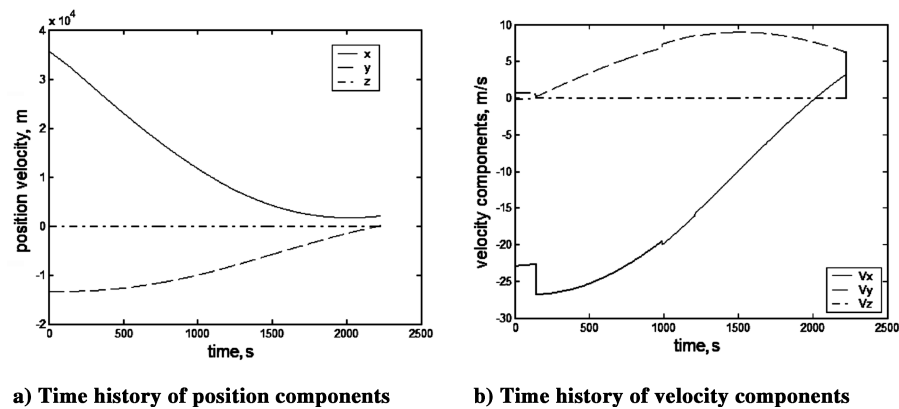 x 10⁴
4
3
2
1
0
-1
-2
0
500
1000
1500
2000
2500
position velocity, m
time, s
x
y
z
a) Time history of position components
10
5
0
-5
-10
-15
-20
-25
-30
0
500
1000
1500
2000
2500
velocity components, m/s
time, s
Vx
Vy
Vz
b) Time history of velocity components